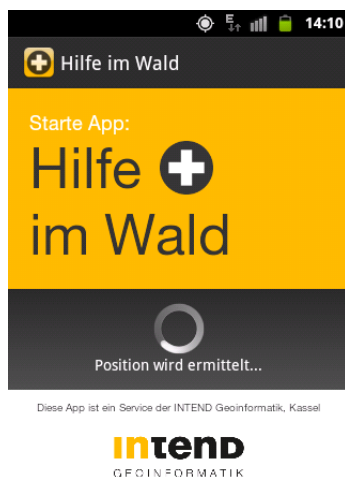 E 14:10
Hilfe im Wald
Starte App:
Hilfe
im Wald
Position wird ermittelt...
Diese App ist ein Service der INTEND Geoinformatik, Kassel
intend
GEOINFORMATIK